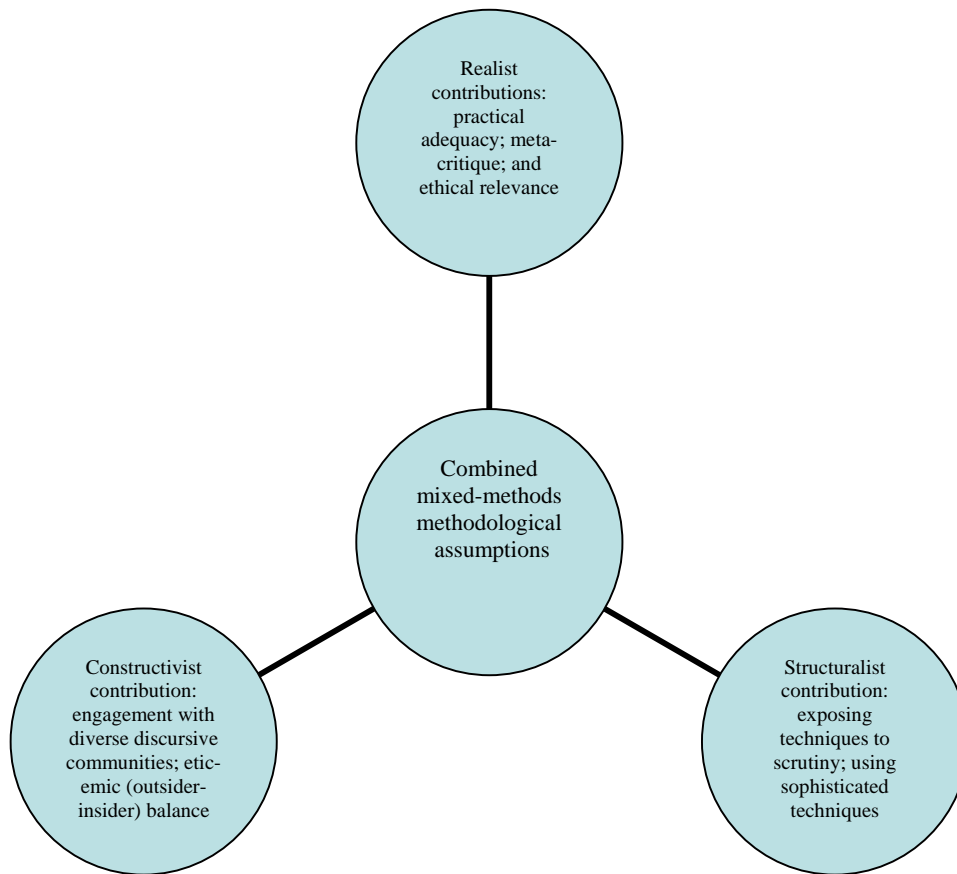 Realist
contributions:
practical
adequacy; meta-
critique; and
ethical relevance
Combined
mixed-methods
methodological
assumptions
Constructivist
contribution:
engagement with
diverse discursive
communities; etic-
emic (outsider-
insider) balance
Structuralist
contribution:
exposing
techniques to
scrutiny; using
sophisticated
techniques